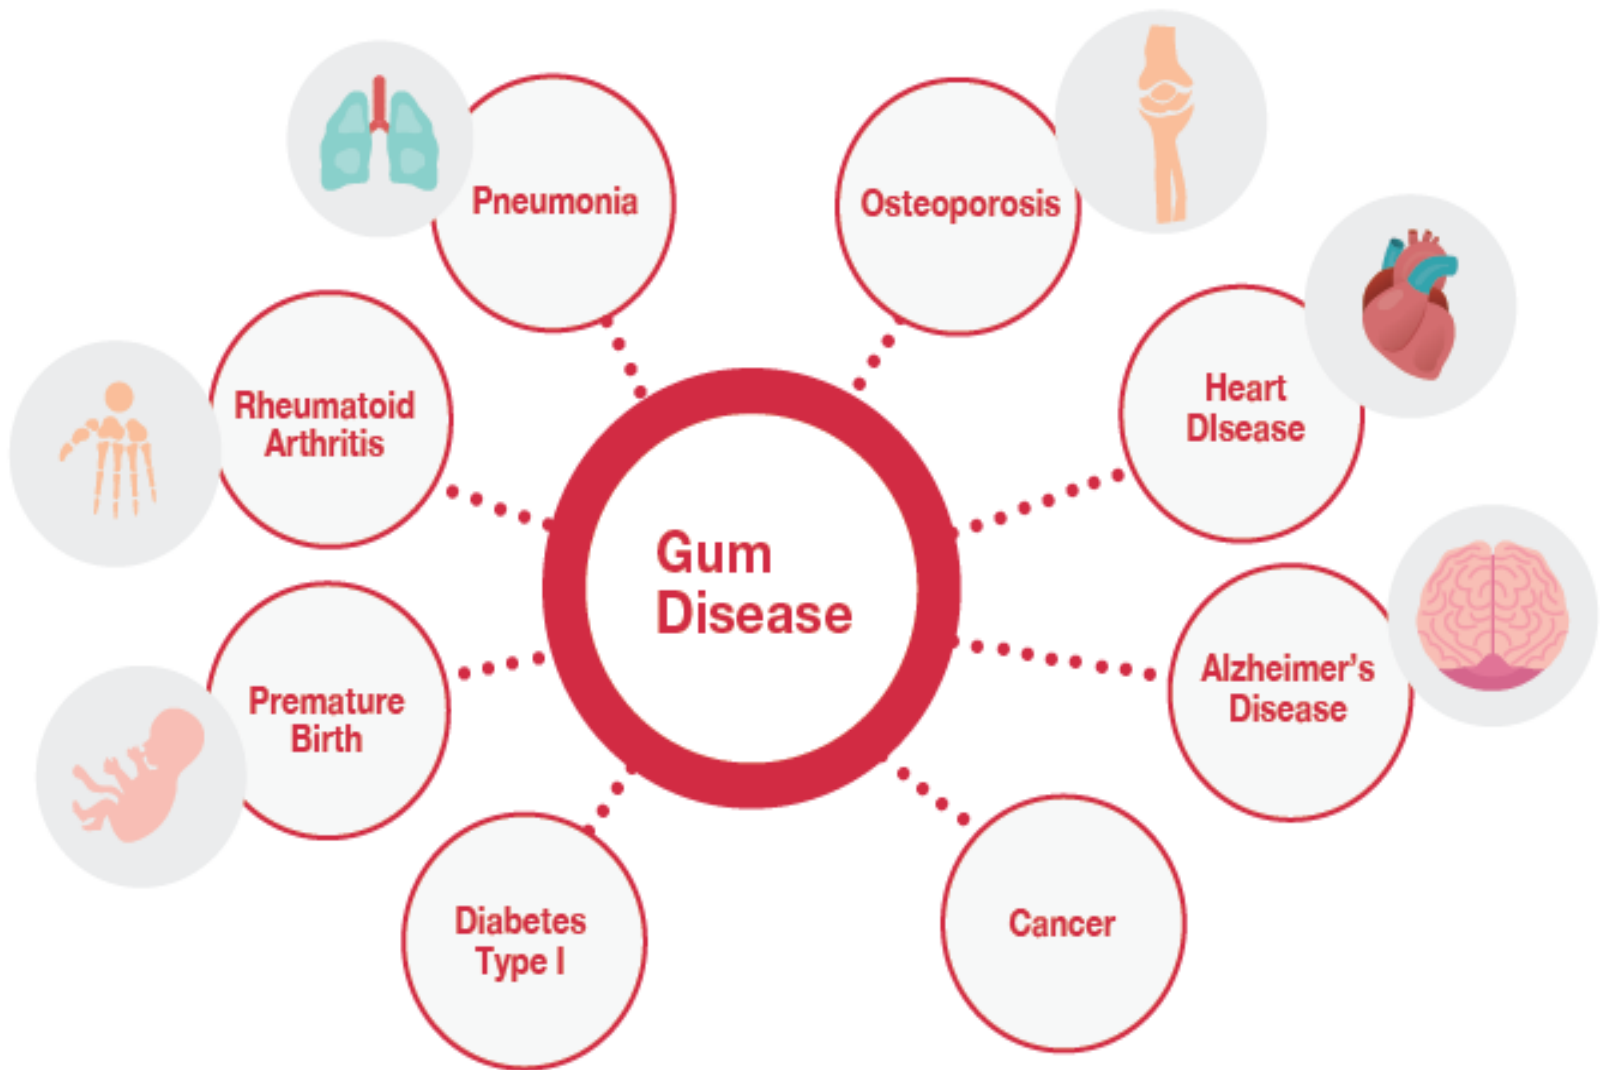 Pneumonia
Osteoporosis
Heart
DIsease
Rheumatoid
Arthritis
Gum
Disease
Alzheimer's
Disease
Premature
Birth
Diabetes
Type I
Cancer